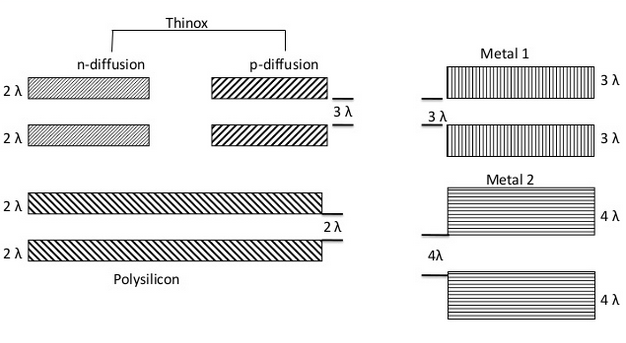 Thinox
n-diffusion
p-diffusion
Metal 1
2 λ
3 λ
3 λ
3 λ
2 λ
3 λ
Metal 2
2 λ
4 λ
2 λ
2 λ
4λ
Polysilicon
4 λ